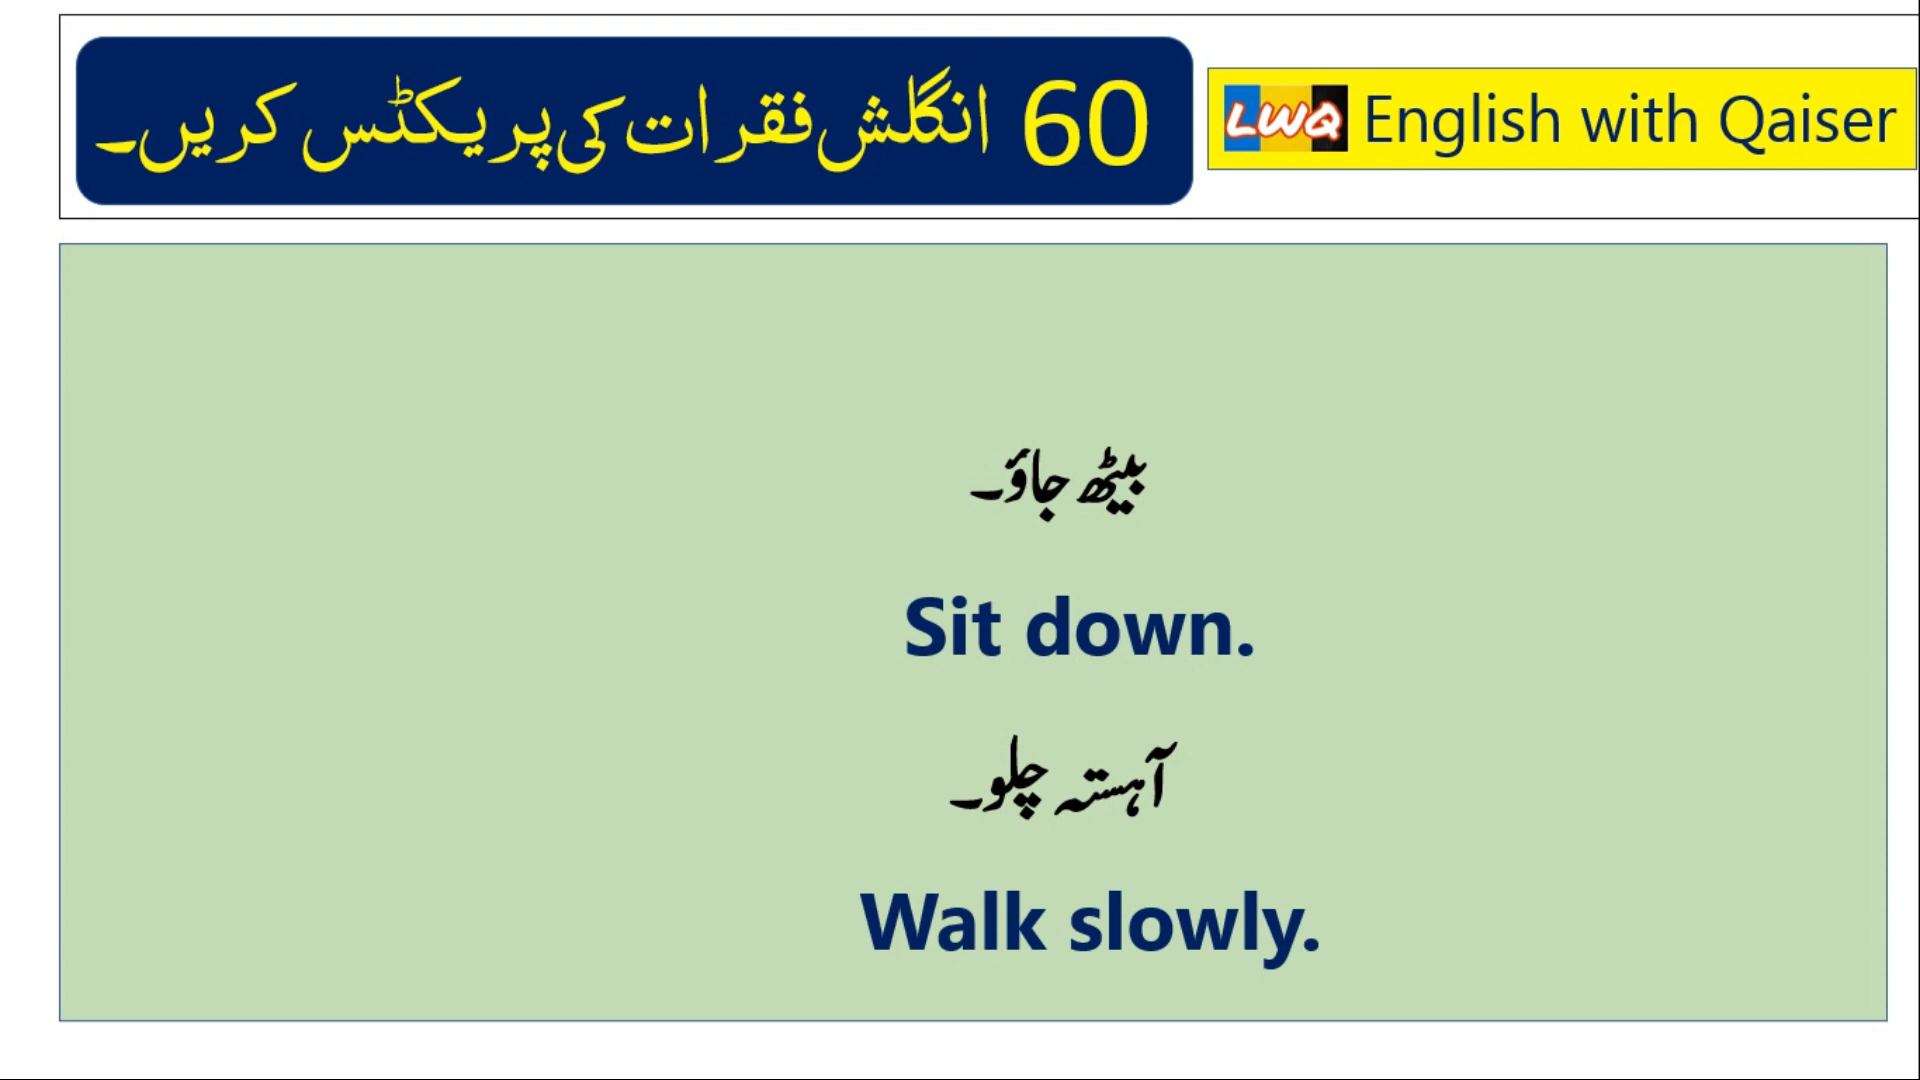 60 انگلش فقرات کی پریکٹس کریں۔
LWQ English with Qaiser
بیٹھ جاؤ۔
Sit down.
آہستہ چلو۔
Walk slowly.